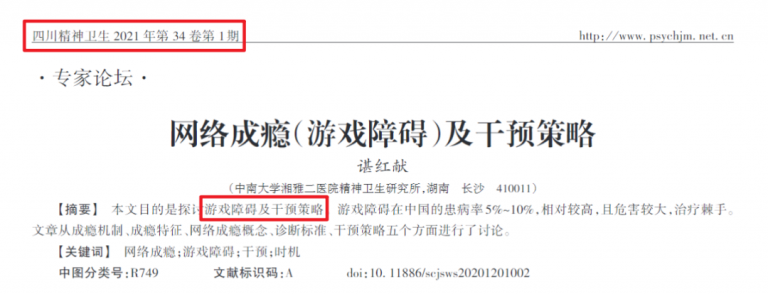 四川精神卫生 2021 年第 34 卷第 1 期 http://www.psychjm.net.cn
·专家论坛·
网络成瘾(游戏障碍)及干预策略
谌红献
(中南大学湘雅二医院精神卫生研究所,湖南 长沙 410011)
【摘要】 本文目的是探讨游戏障碍及干预策略。游戏障碍在中国的患病率5%~10%,相对较高,且危害较大,治疗棘手。
文章从成瘾机制、成瘾特征、网络成瘾概念、诊断标准、干预策略五个方面进行了讨论。
【关键词】 网络成瘾;游戏障碍;干预;时机
中图分类号:R749 文献标识码:A doi:10.11886/scjsws20201201002